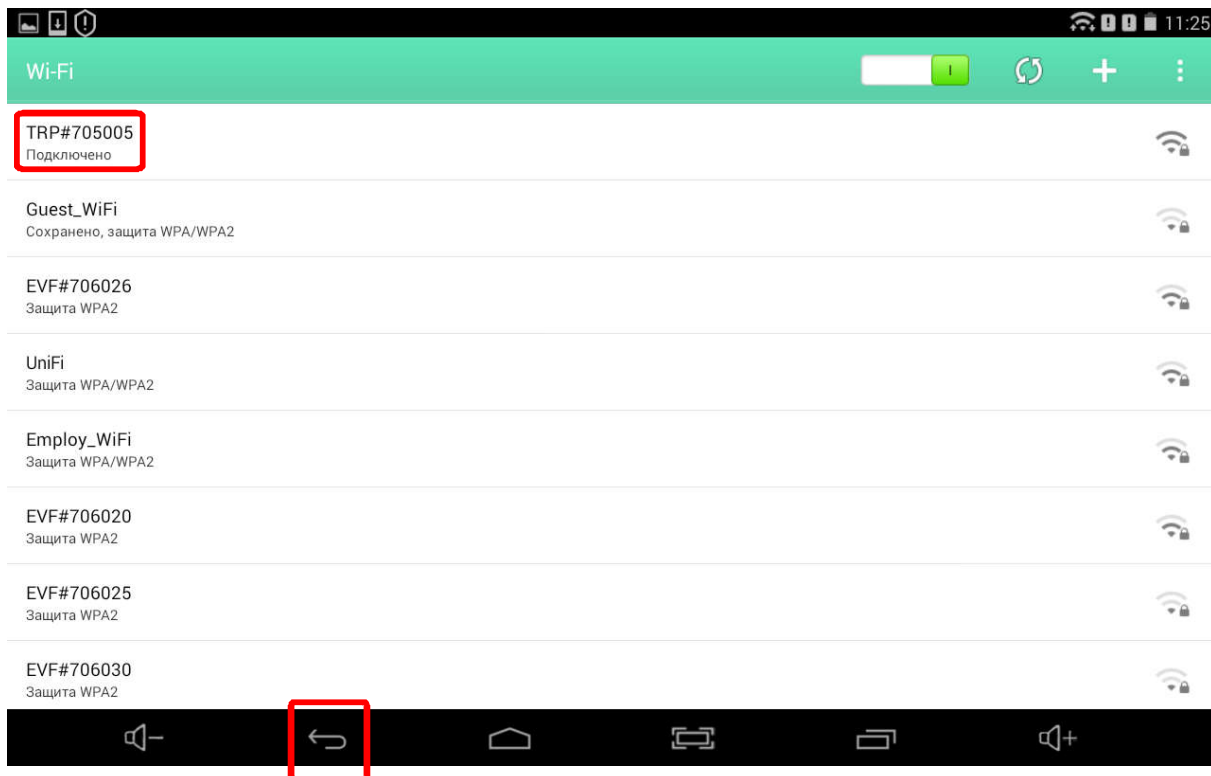 11:25
Wi-Fi
TRP#705005
Подключено
Guest_WiFi
Сохранено, защита WPA/WPA2
EVF#706026
Защита WPA2
UniFi
Защита WPA/WPA2
Employ_WiFi
Защита WPA/WPA2
EVF#706020
Защита WPA2
EVF#706025
Защита WPA2
EVF#706030
Защита WPA2